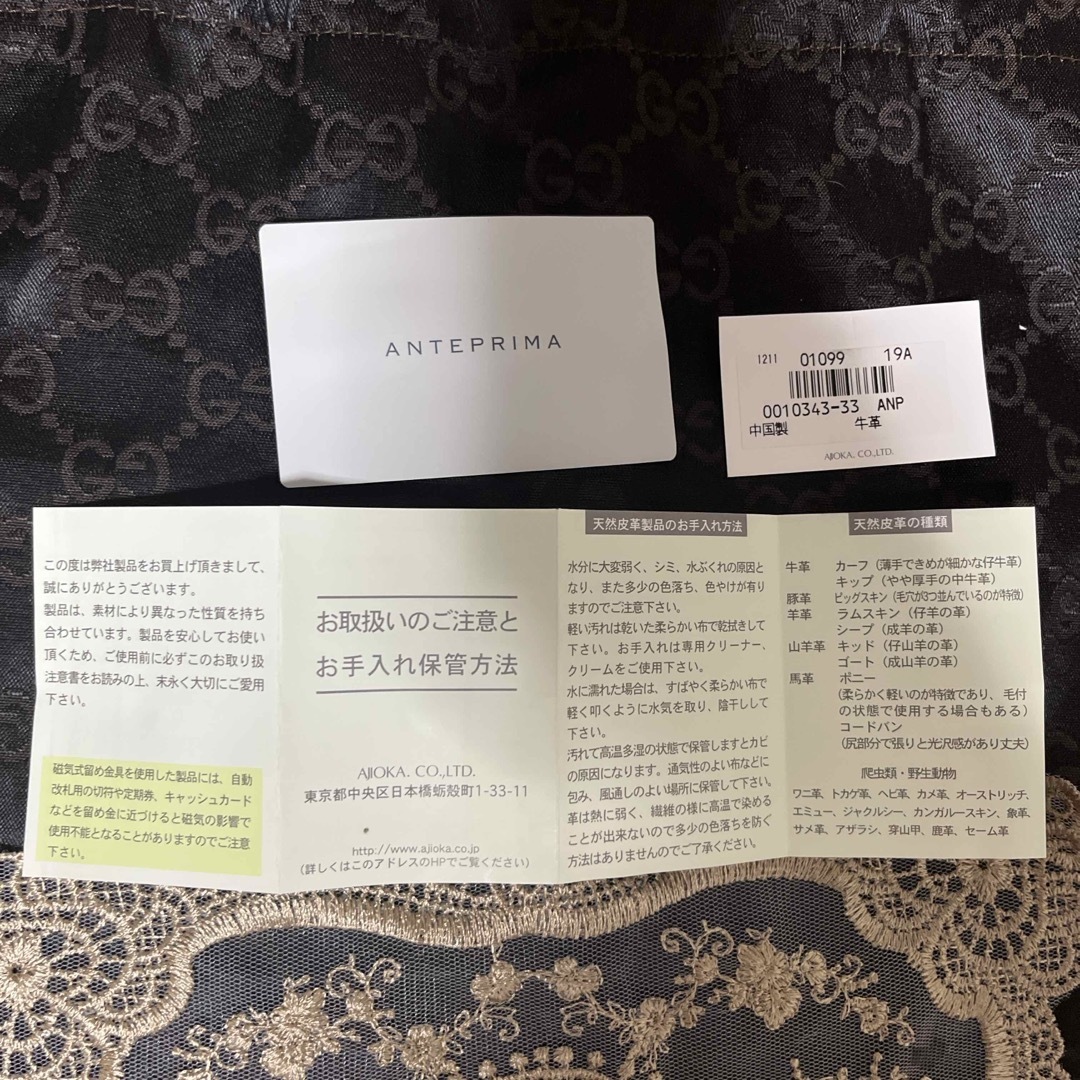 ANTEPRIMA
1211 01099 19A
0010343-33 ANP
中国製 牛革
AJIOKA. CO.,LTD.
この度は弊社製品をお買上げ頂きまして、
誠にありがとうございます。
製品は、素材により異なった性質を持ち
合わせています。製品を安心してお使い
頂くため、ご使用前に必ずこのお取り扱
注意書をお読みの上、末永く大切にご愛用
下さい。
磁気式留め金具を使用した製品には、自動
改札用の切符や定期券、キャッシュカード
などを留め金に近づけると磁気の影響で
使用不能となることがありますのでご注意
下さい。
お取扱いのご注意と
お手入れ保管方法
AJIOKA. CO.,LTD.
東京都中央区日本橋蛎殻町1-33-11
http://www.ajioka.co.jp
(詳しくはこのアドレスのHPでご覧ください)
天然皮革製品のお手入れ方法
水分に大変弱く、シミ、水ぶくれの原因と
なり、また多少の色落ち、色やけが有り
ますのでご注意下さい。
軽い汚れは乾いた柔らかい布で乾拭きして
下さい。お手入れは専用クリーナー、
クリームをご使用下さい。
水に濡れた場合は、すばやく柔らかい布で
軽く叩くように水気を取り、陰干しして
下さい。
汚れて高温多湿の状態で保管しますとカビ
の原因になります。通気性のよい布などに
包み、風通しのよい場所に保管して下さい。
革は熱に弱く、繊維の様に高温で染める
ことが出来ないので多少の色落ちを防ぐ
方法はありませんのでご了承ください。
天然皮革の種類
牛革 カーフ(薄手できめが細かな仔牛革)
キップ(やや厚手の中牛革)
豚革 ピッグスキン(毛穴が3つ並んでいるのが特徴)
羊革 ラムスキン(仔羊の革)
シープ(成羊の革)
山羊革 キッド(仔山羊の革)
ゴート(成山羊の革)
馬革 ポニー
(柔らかく軽いのが特徴であり、毛付
の状態で使用する場合もある)
コードバン
(尻部分で張りと光沢感があり丈夫)
爬虫類・野生動物
ワニ革、トカゲ革、ヘビ革、カメ革、オーストリッチ,
エミュー、ジャクルシー、カンガルースキン、象革、
サメ革、アザラシ、穿山甲、鹿革、セーム革